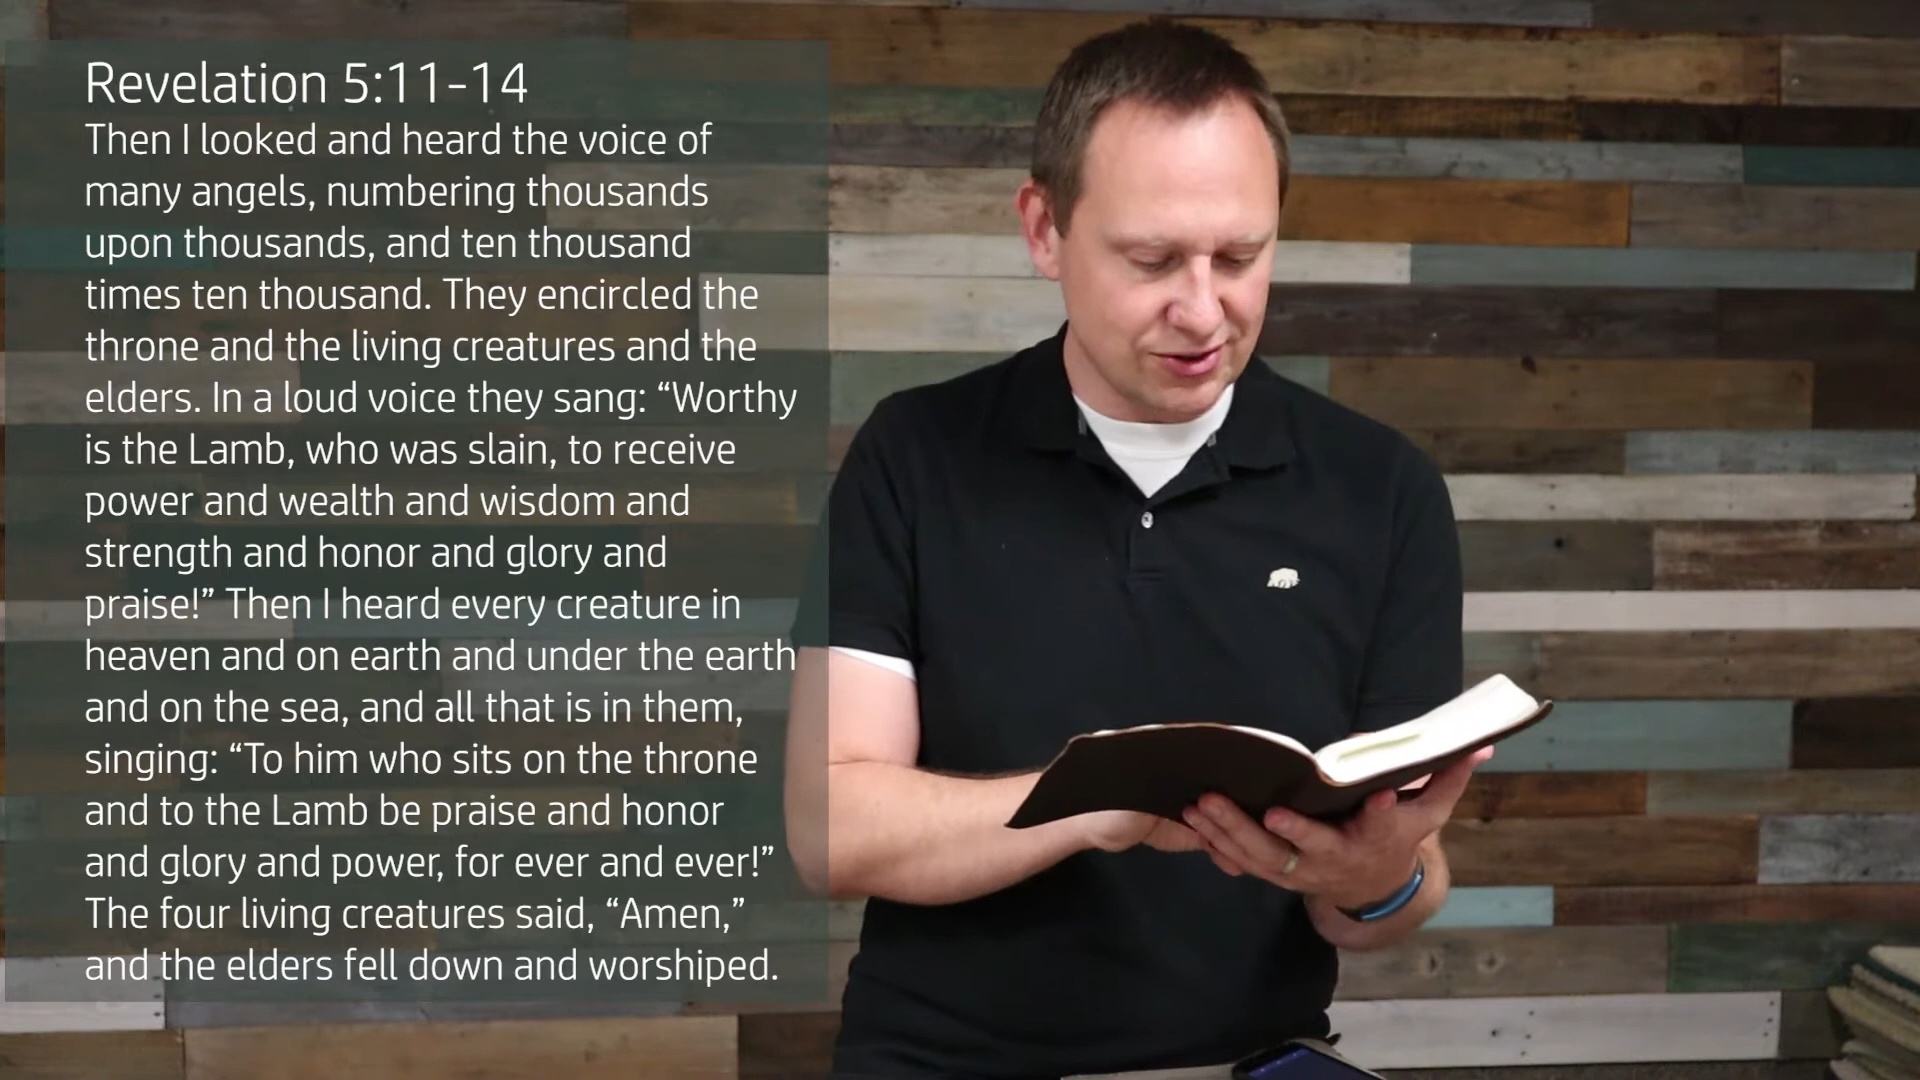 Revelation 5:11-14
Then I looked and heard the voice of
many angels, numbering thousands
upon thousands, and ten thousand
times ten thousand. They encircled the
throne and the living creatures and the
elders. In a loud voice they sang: “Worthy
is the Lamb, who was slain, to receive
power and wealth and wisdom and
strength and honor and glory and
praise!” Then I heard every creature in
heaven and on earth and under the earth
and on the sea, and all that is in them,
singing: “To him who sits on the throne
and to the Lamb be praise and honor
and glory and power, for ever and ever!”
The four living creatures said, “Amen,”
and the elders fell down and worshiped.